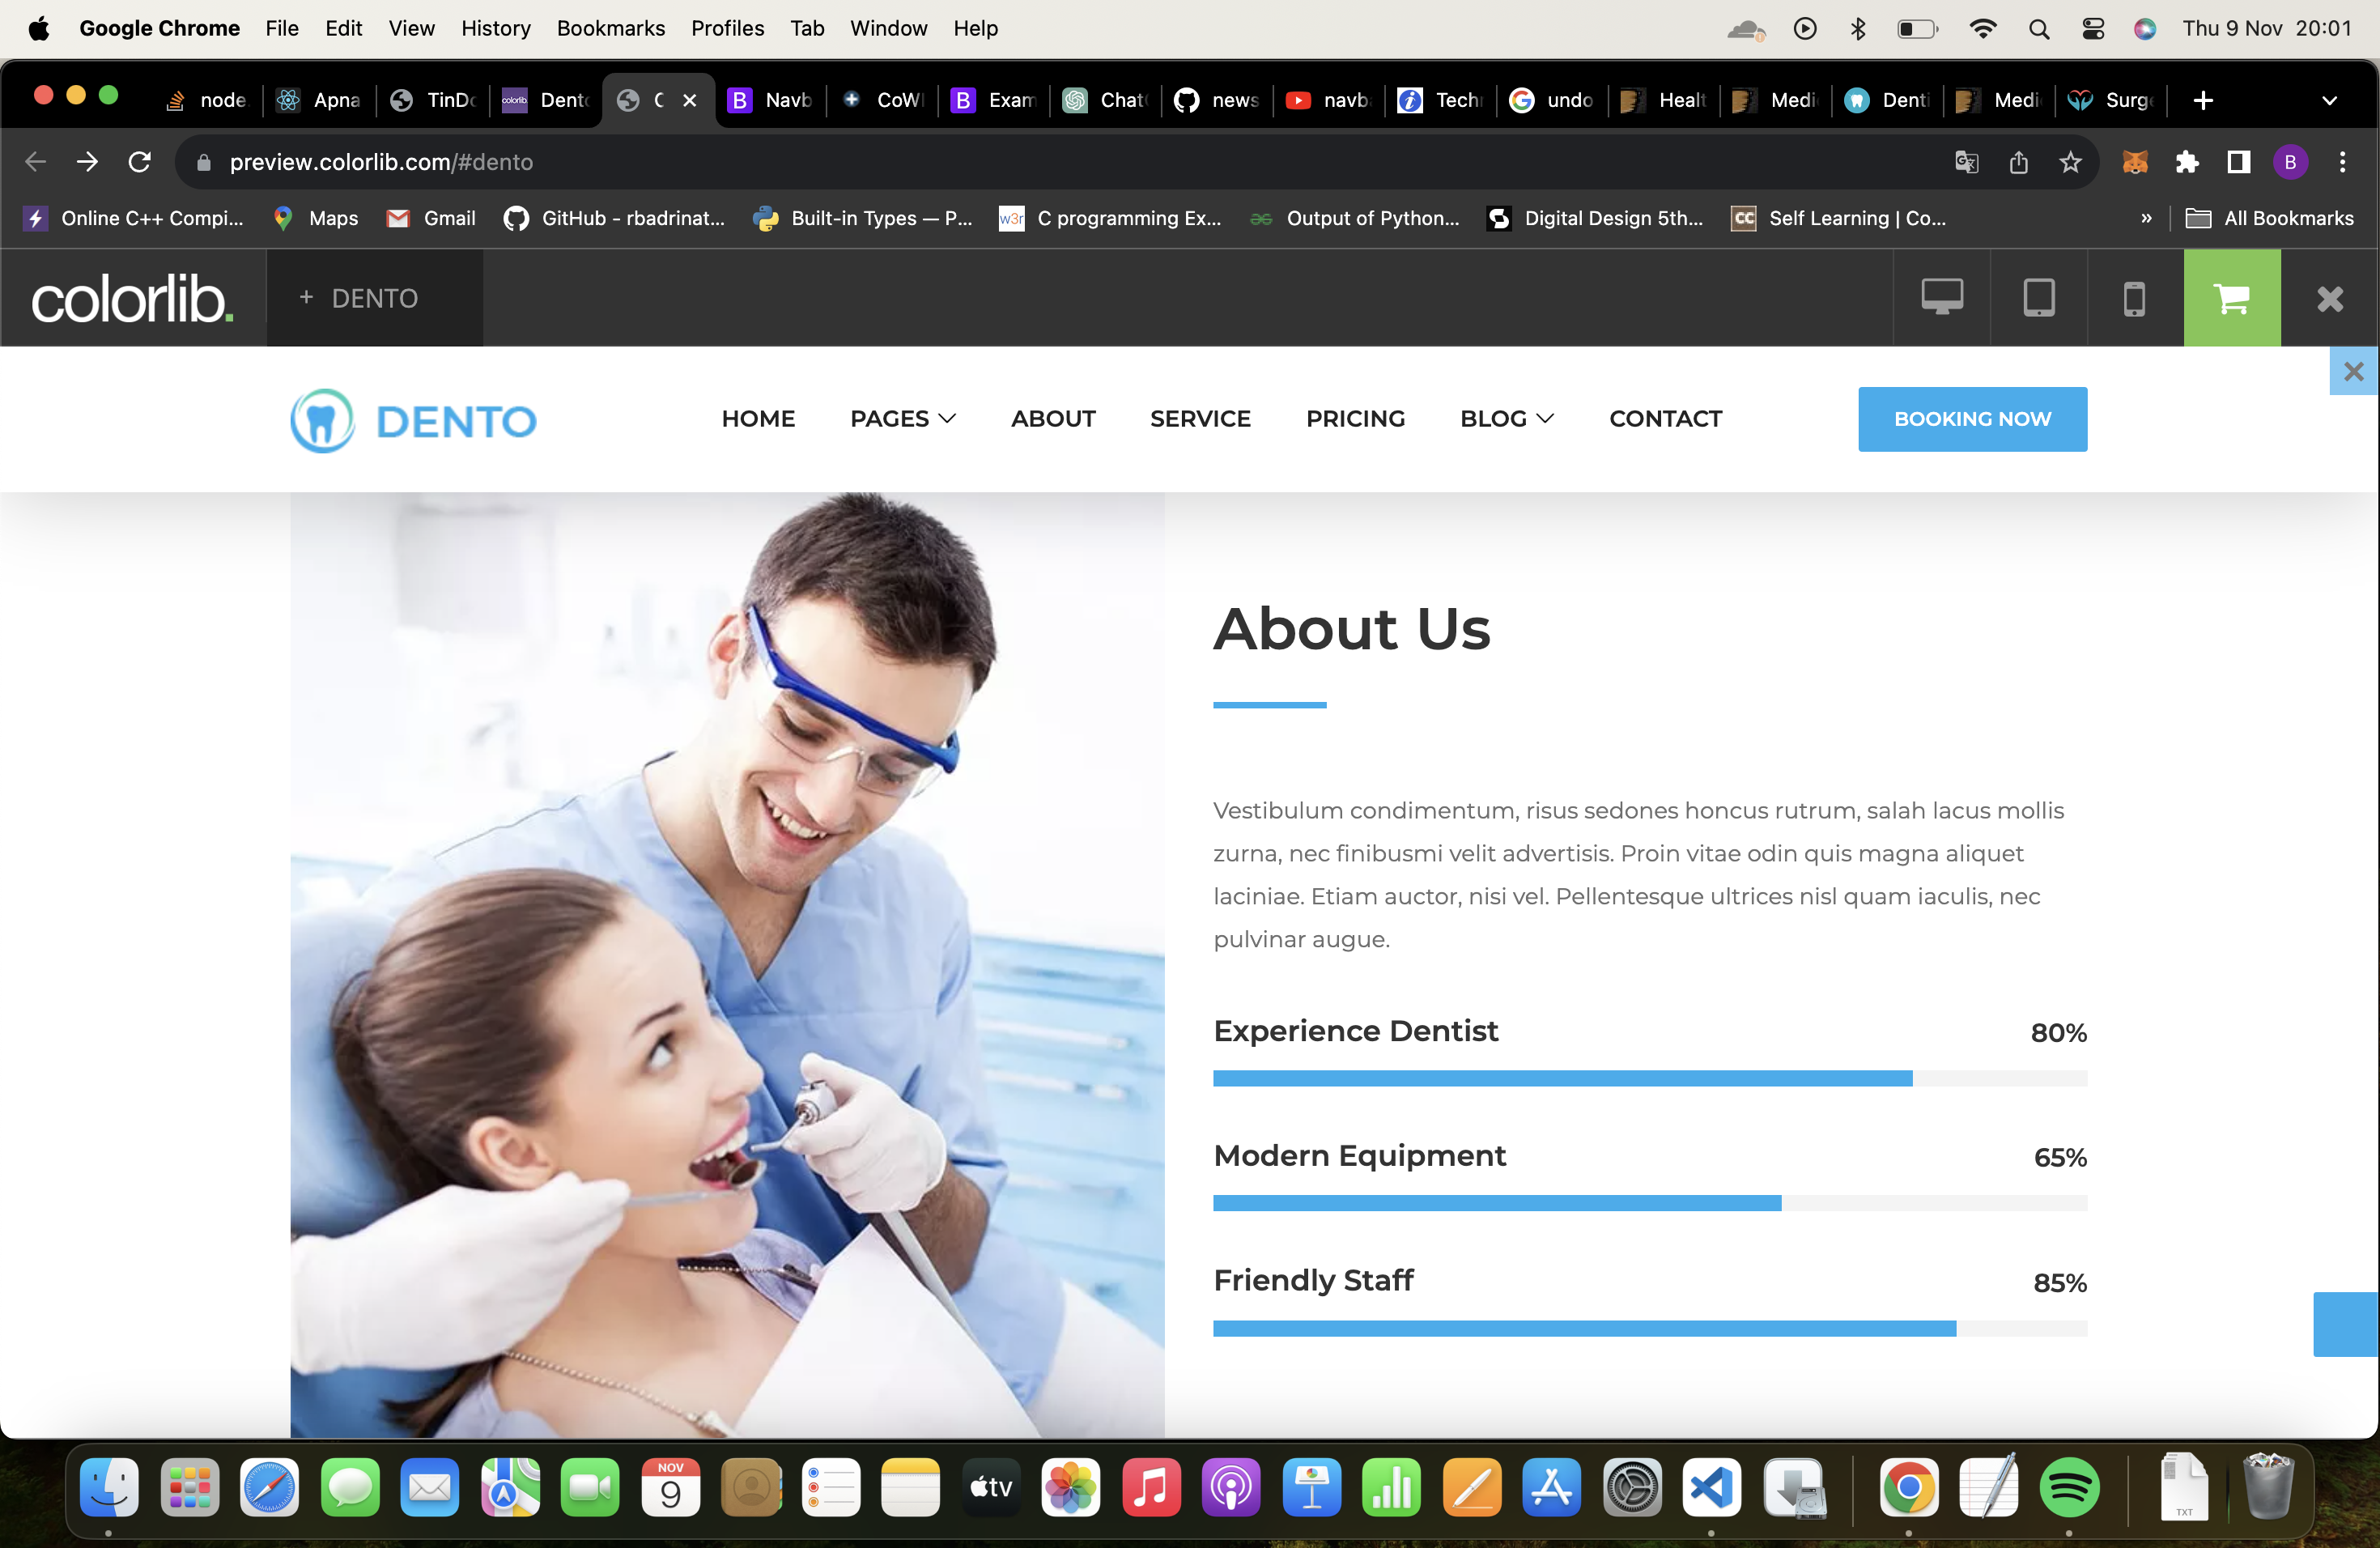 Google Chrome File Edit View History Bookmarks Profiles Tab Window Help Thu 9 Nov 20:01
node Apna TinDo colorlib. Dento C B Navb CoWI B Exam Chat news navb Tech undo Healt Medi Denti Medi Surge
preview.colorlib.com/#dento B
Online C++ Compi... Maps Gmail GitHub - rbadrinat... Built-in Types — P... w3r C programming Ex... Output of Python... Digital Design 5th... CC Self Learning | Co... » All Bookmarks
colorlib. + DENTO
DENTO HOME PAGES ABOUT SERVICE PRICING BLOG CONTACT BOOKING NOW
About Us
Vestibulum condimentum, risus sedones honcus rutrum, salah lacus mollis
zurna, nec finibusmi velit advertisis. Proin vitae odin quis magna aliquet
laciniae. Etiam auctor, nisi vel. Pellentesque ultrices nisl quam iaculis, nec
pulvinar augue.
Experience Dentist 80%
Modern Equipment 65%
Friendly Staff 85%
NOV
9
tv
TXT